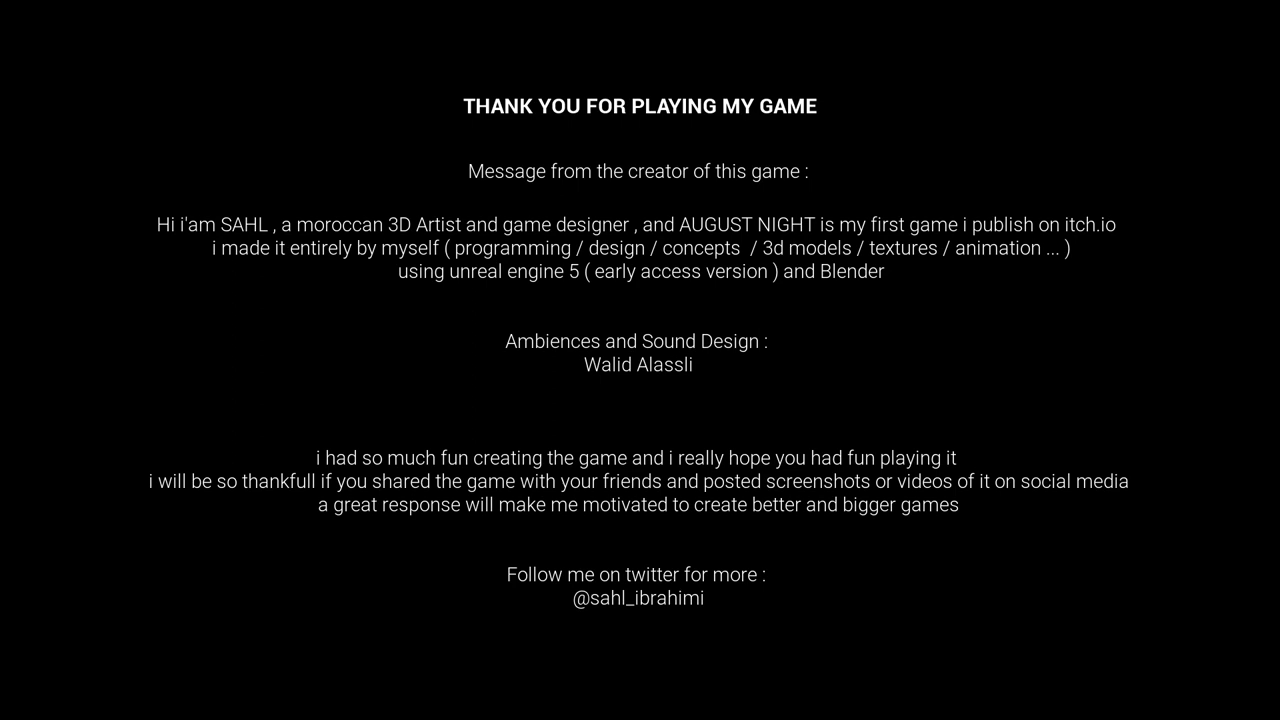 THANK YOU FOR PLAYING MY GAME
Message from the creator of this game :
Hi i'am SAHL , a moroccan 3D Artist and game designer , and AUGUST NIGHT is my first game i publish on itch.io
i made it entirely by myself ( programming / design / concepts  / 3d models / textures / animation ... )
using unreal engine 5 ( early access version ) and Blender
Ambiences and Sound Design :
Walid Alassli
i had so much fun creating the game and i really hope you had fun playing it
i will be so thankfull if you shared the game with your friends and posted screenshots or videos of it on social media
a great response will make me motivated to create better and bigger games
Follow me on twitter for more :
@sahl_ibrahimi